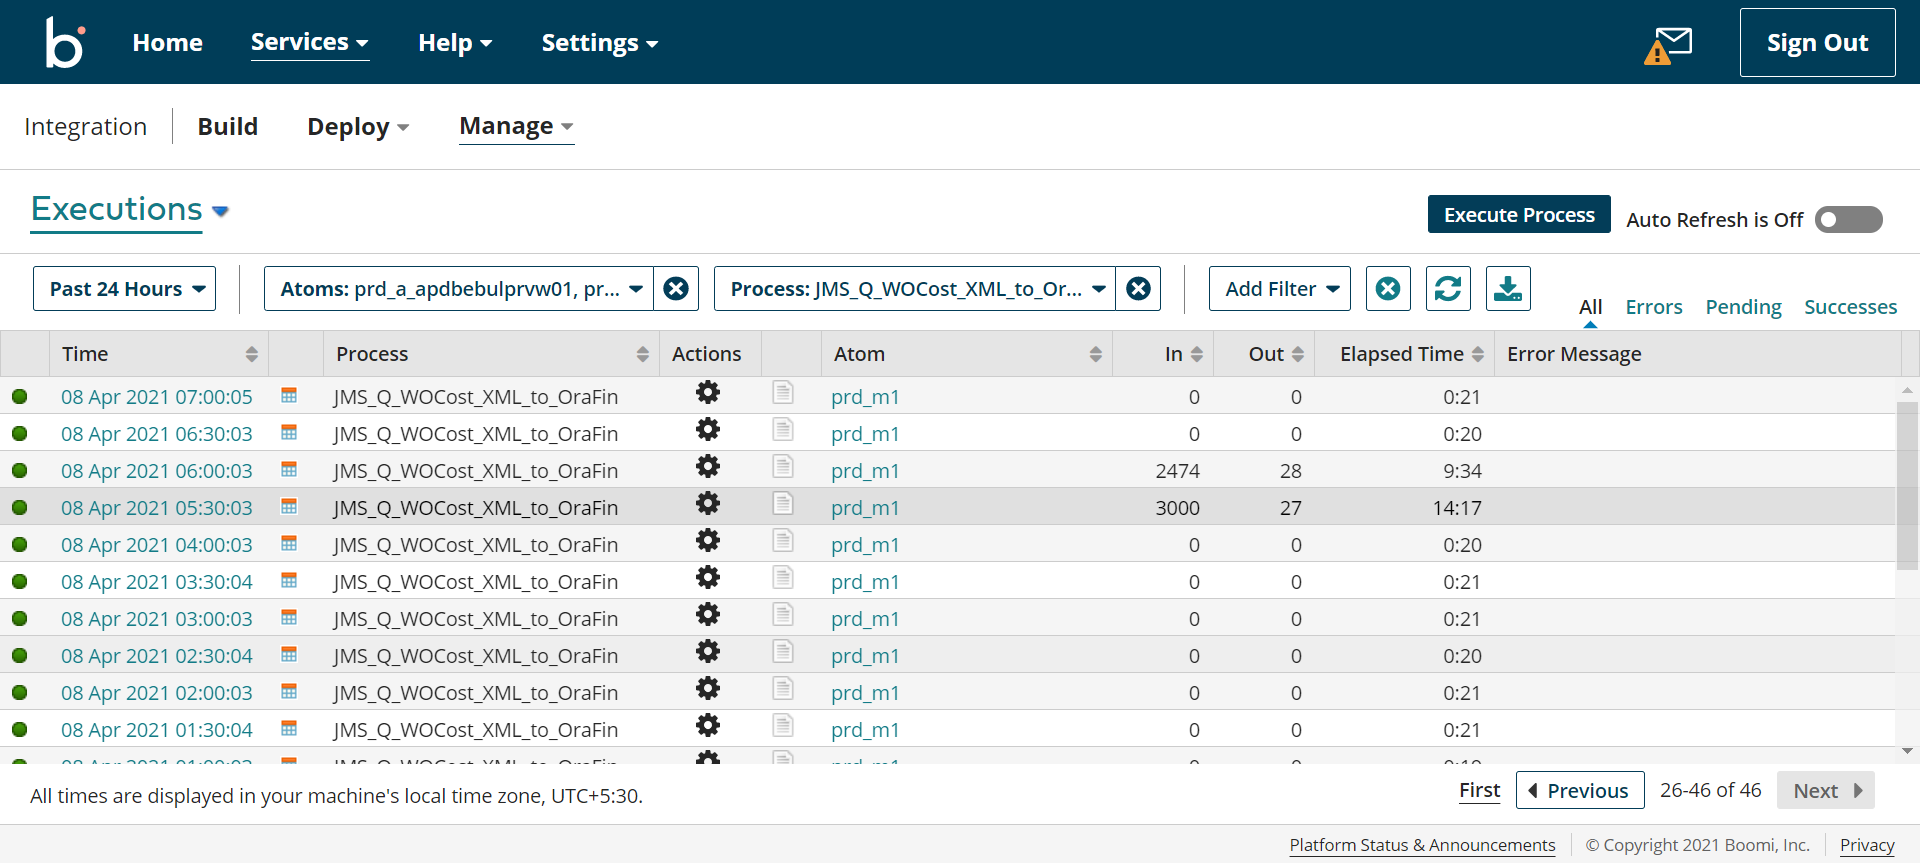 b Home Services Help Settings Sign Out
Integration Build Deploy Manage
Executions Execute Process Auto Refresh is Off
Past 24 Hours Atoms: prd_a_apdbebulprvw01, pr... Process: JMS_Q_WOCost_XML_to_Or... Add Filter All Errors Pending Successes
Time Process Actions Atom In Out Elapsed Time Error Message
08 Apr 2021 07:00:05 JMS_Q_WOCost_XML_to_OraFin prd_m1 0 0 0:21
08 Apr 2021 06:30:03 JMS_Q_WOCost_XML_to_OraFin prd_m1 0 0 0:20
08 Apr 2021 06:00:03 JMS_Q_WOCost_XML_to_OraFin prd_m1 2474 28 9:34
08 Apr 2021 05:30:03 JMS_Q_WOCost_XML_to_OraFin prd_m1 3000 27 14:17
08 Apr 2021 04:00:03 JMS_Q_WOCost_XML_to_OraFin prd_m1 0 0 0:20
08 Apr 2021 03:30:04 JMS_Q_WOCost_XML_to_OraFin prd_m1 0 0 0:21
08 Apr 2021 03:00:03 JMS_Q_WOCost_XML_to_OraFin prd_m1 0 0 0:21
08 Apr 2021 02:30:04 JMS_Q_WOCost_XML_to_OraFin prd_m1 0 0 0:20
08 Apr 2021 02:00:03 JMS_Q_WOCost_XML_to_OraFin prd_m1 0 0 0:21
08 Apr 2021 01:30:04 JMS_Q_WOCost_XML_to_OraFin prd_m1 0 0 0:21
All times are displayed in your machine's local time zone, UTC+5:30. First Previous 26-46 of 46 Next
Platform Status & Announcements © Copyright 2021 Boomi, Inc. Privacy